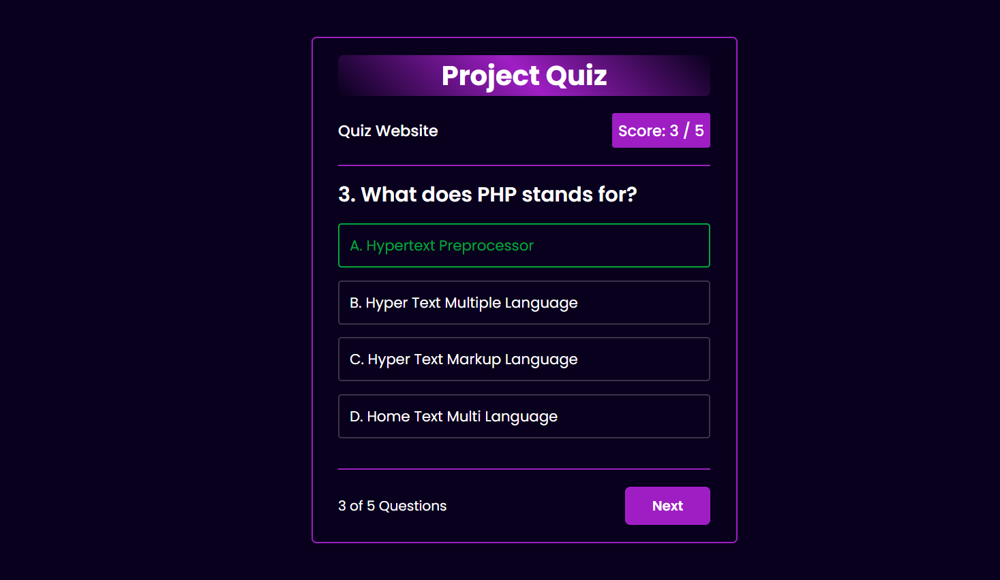 Project Quiz
Quiz Website
Score: 3 / 5
3. What does PHP stands for?
A. Hypertext Preprocessor
B. Hyper Text Multiple Language
C. Hyper Text Markup Language
D. Home Text Multi Language
3 of 5 Questions
Next